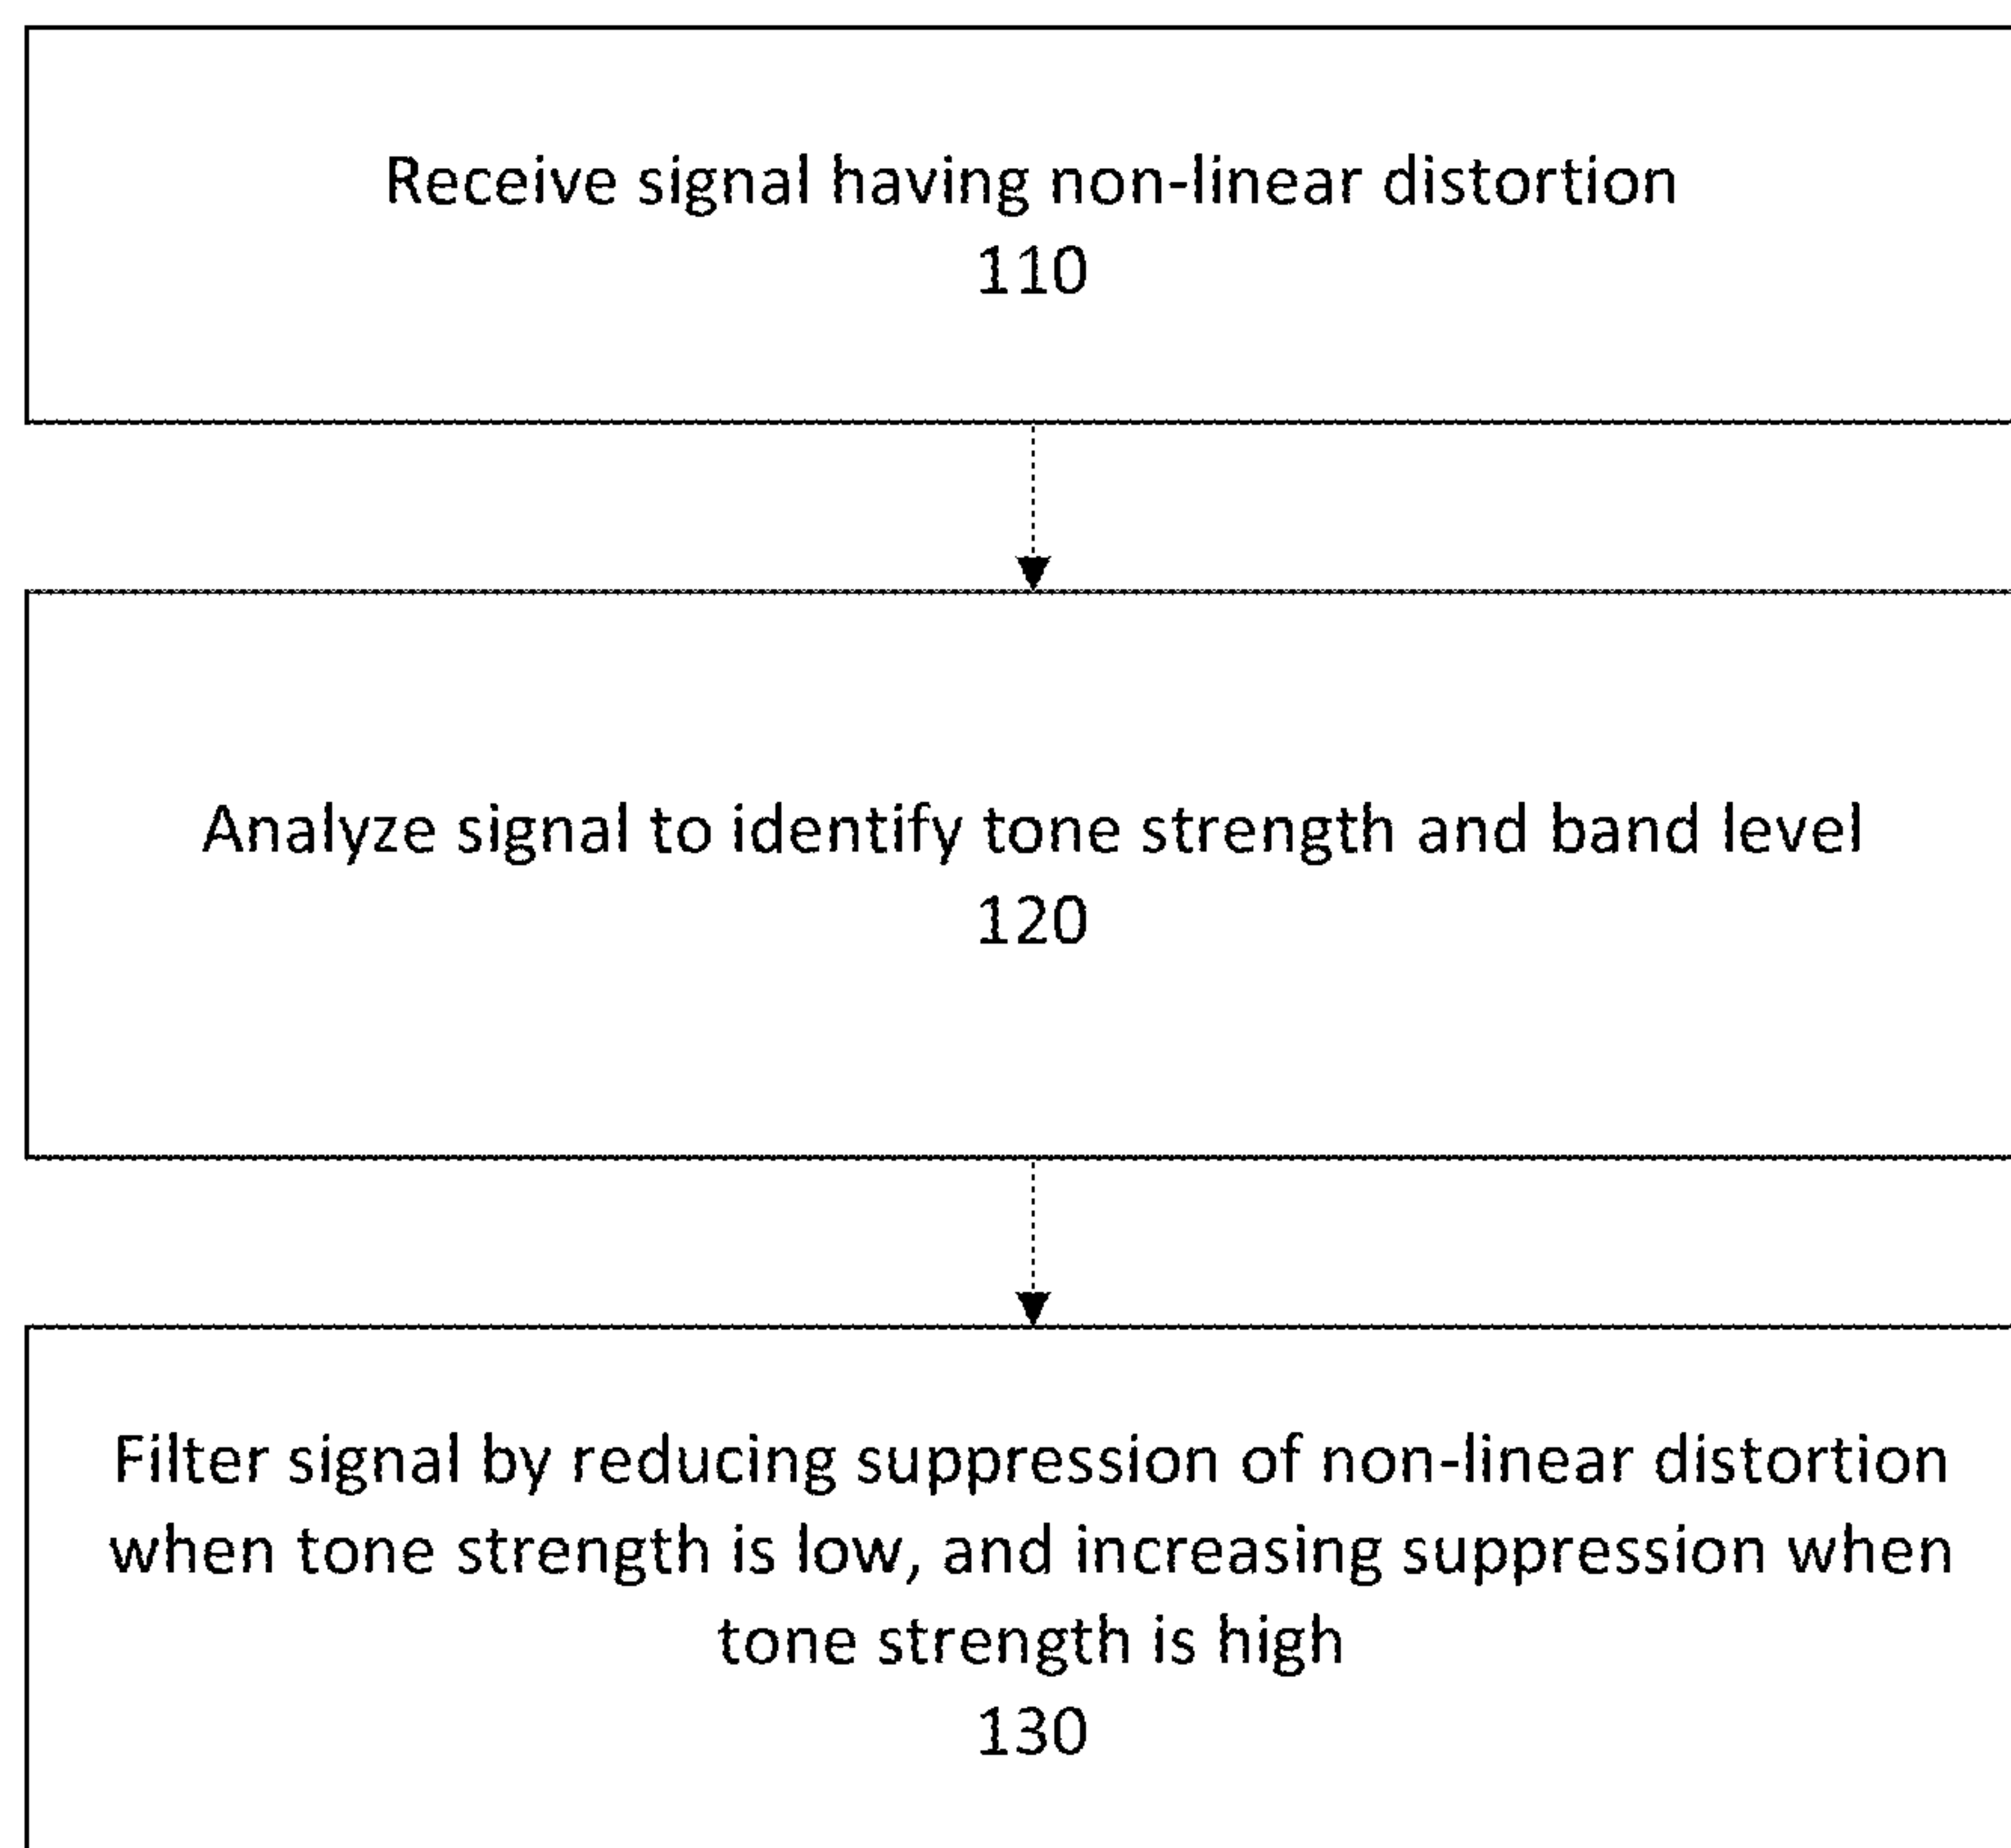 Receive signal having non-linear distortion
110
Analyze signal to identify tone strength and band level
120
Filter signal by reducing suppression of non-linear distortion
when tone strength is low, and increasing suppression when
tone strength is high
130